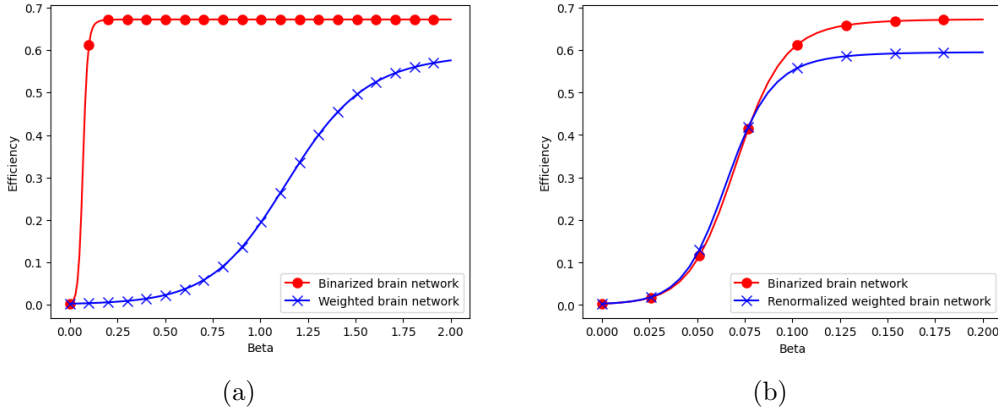 0.7
0.6
0.5
0.4
0.3
0.2
0.1
0.0
Efficiency
0.00 0.25 0.50 0.75 1.00 1.25 1.50 1.75 2.00
Beta
Binarized brain network
Weighted brain network
(a)
0.7
0.6
0.5
0.4
0.3
0.2
0.1
0.0
Efficiency
0.000 0.025 0.050 0.075 0.100 0.125 0.150 0.175 0.200
Beta
Binarized brain network
Renormalized weighted brain network
(b)